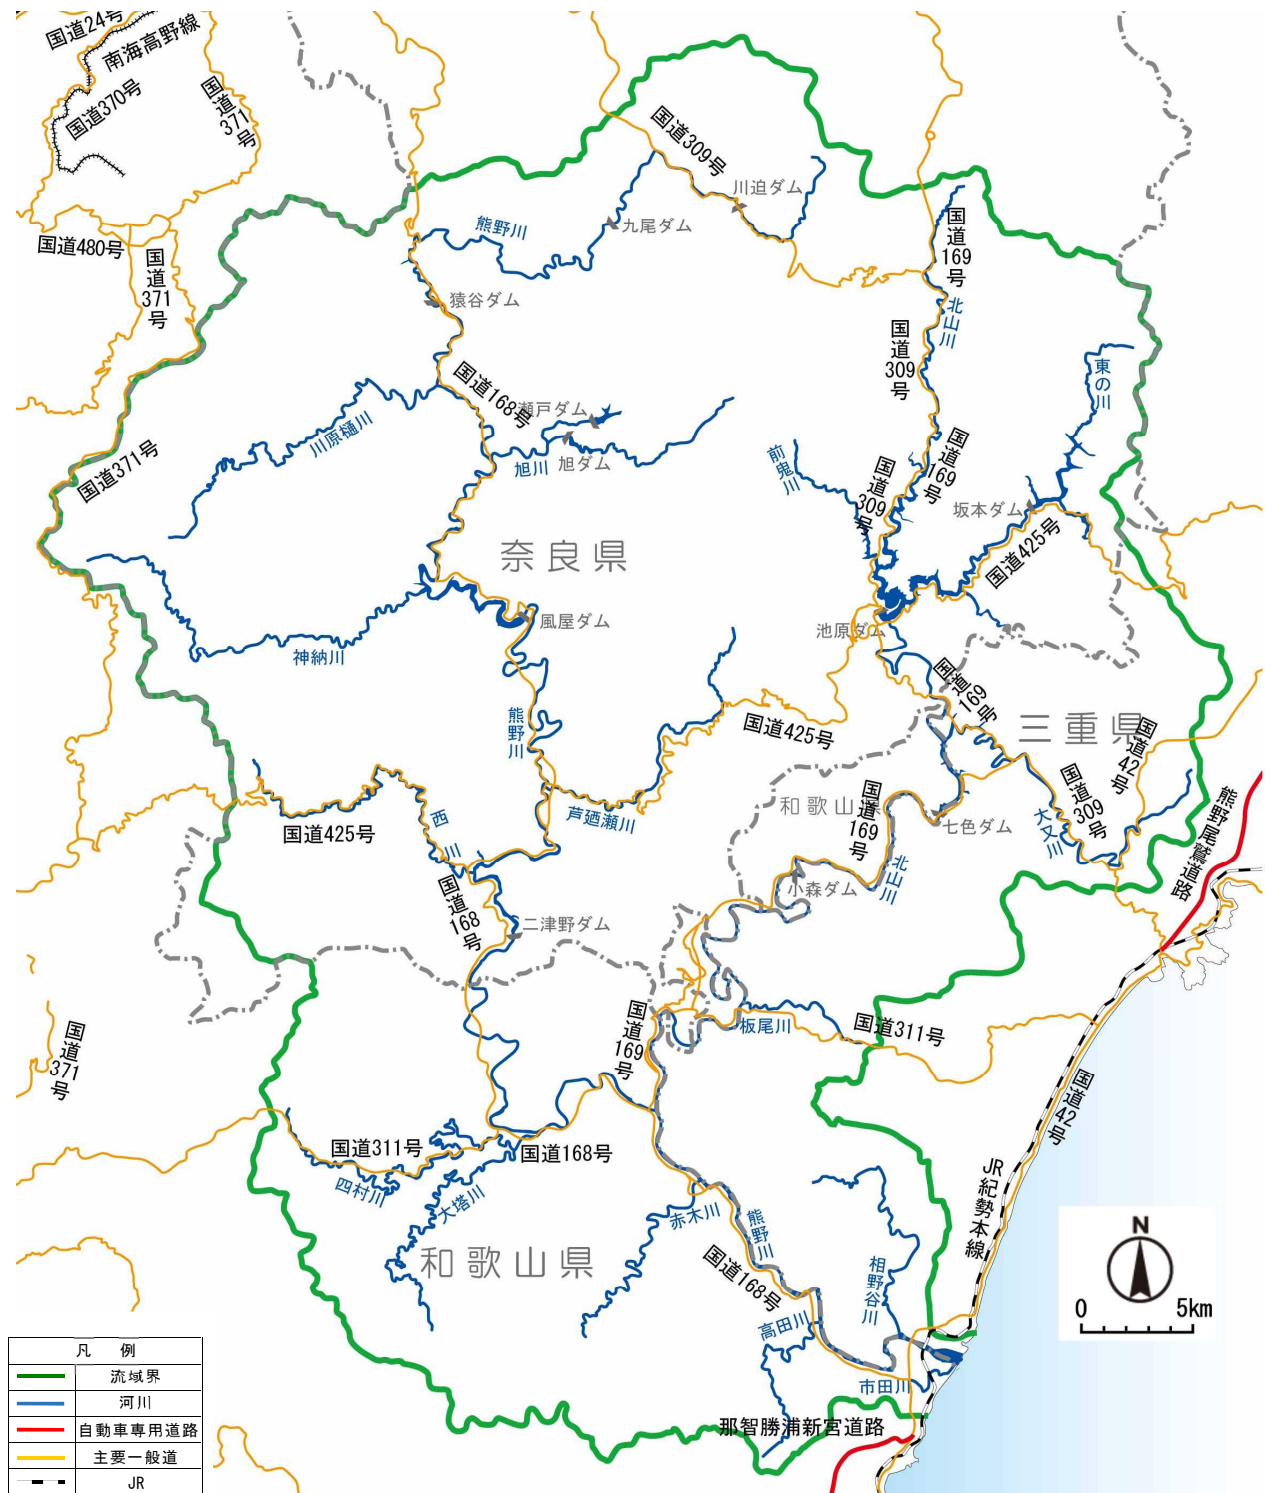 国道24号
南海高野線
国道370号
国道371号
国道309号
川迫ダム
九尾ダム
熊野川
国道169号
国道480号
国道371号
猿谷ダム
北山川
国道309号
東の川
国道168号
瀬戸ダム
川原樋川
旭川
旭ダム
国道371号
前鬼川
国道309号
国道169号
坂本ダム
国道425号
奈良県
風屋ダム
池原ダム
神納川
国道169号
熊野川
国道425号
三重県
国道42号
和歌山県
国道169号
国道309号
熊野尾鷲道路
国道425号
西川
芦廼瀬川
七色ダム
大又川
小森ダム
北山川
国道168号
二津野ダム
国道169号
板尾川
国道311号
国道371号
国道42号
国道311号
国道168号
四村川
大塔川
JR紀勢本線
赤木川
熊野川
国道168号
相野谷川
和歌山県
高田川
市田川
那智勝浦新宮道路
N
0 5km
凡 例
流域界
河川
自動車専用道路
主要一般道
JR